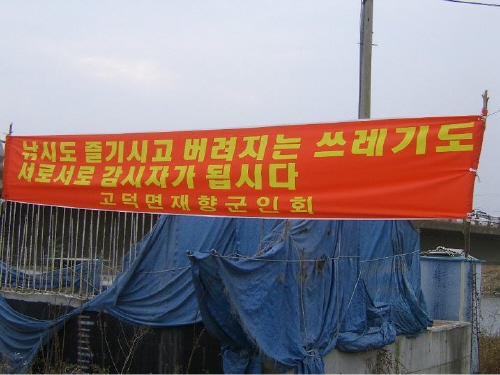 낚시도 즐기시고 버려지는 쓰레기도
서로서로 감시자가 됩시다
고덕면재향군인회